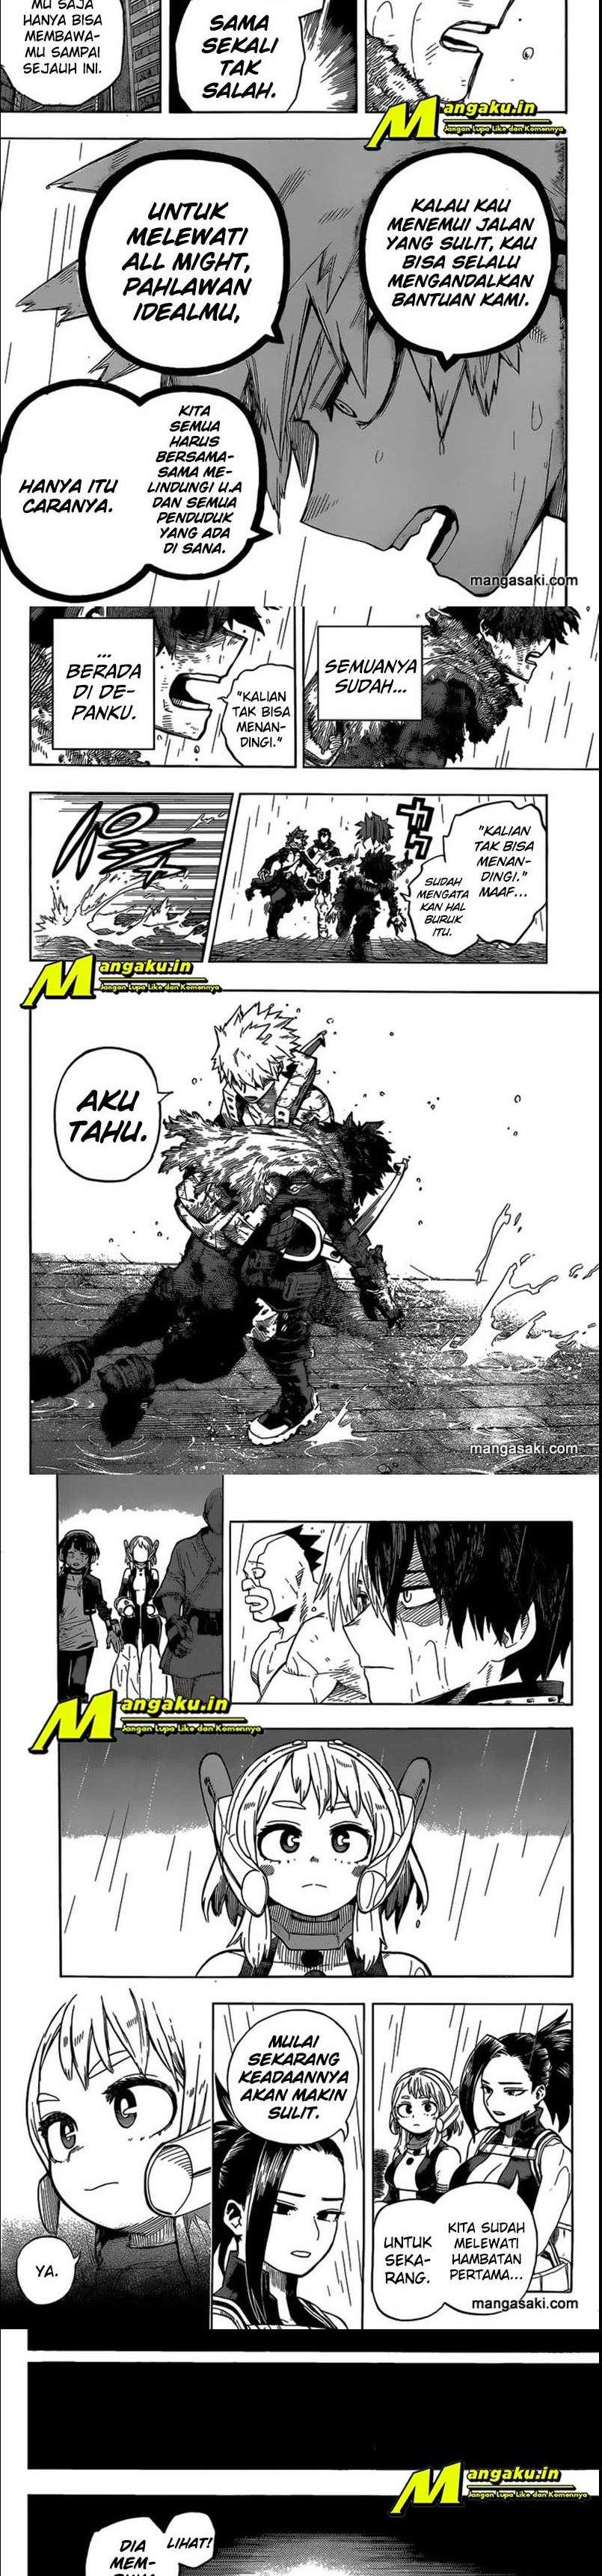 MU SAJA
HANYA BISA
MEMBAWA-
MU SAMPAI
SEJAUH INI.
SAMA
SEKALI
TAK
SALAH.
Mangaku.in
Jangan Lupa Like dan Komennya
KALAU KAU
MENEMUI JALAN
YANG SULIT, KAU
BISA SELALU
MENGANDALKAN
BANTUAN KAMI.
UNTUK
MELEWATI
ALL MIGHT,
PAHLAWAN
IDEALMU,
KITA
SEMUA
HARUS
BERSAMA-
SAMA ME-
LINDUNGI U.A
DAN SEMUA
PENDUDUK
YANG ADA
DI SANA.
HANYA ITU
CARANYA.
mangasaki.com
...
BERADA
DI DE-
PANKU.
"KALIAN
TAK BISA
MENAN-
DINGI."
SEMUANYA
SUDAH...
"KALIAN
TAK BISA
MENAN-
DINGI."
MAAF...
SUDAH
MENGATA
KAN HAL
BURUK
ITU.
Mangaku.in
Jangan Lupa Like dan Komennya
AKU
TAHU.
mangasaki.com
Mangaku.in
Jangan Lupa Like dan Komennya
KITA SUDAH
MELEWATI
HAMBATAN
PERTAMA...
UNTUK
SEKA-
RANG.
MULAI
SEKARANG
KEADAANNYA
AKAN MAKIN
SULIT.
YA.
mangasaki.com
Mangaku.in
Jangan Lupa Like dan Komennya
LIHAT!
DIA
MEM-